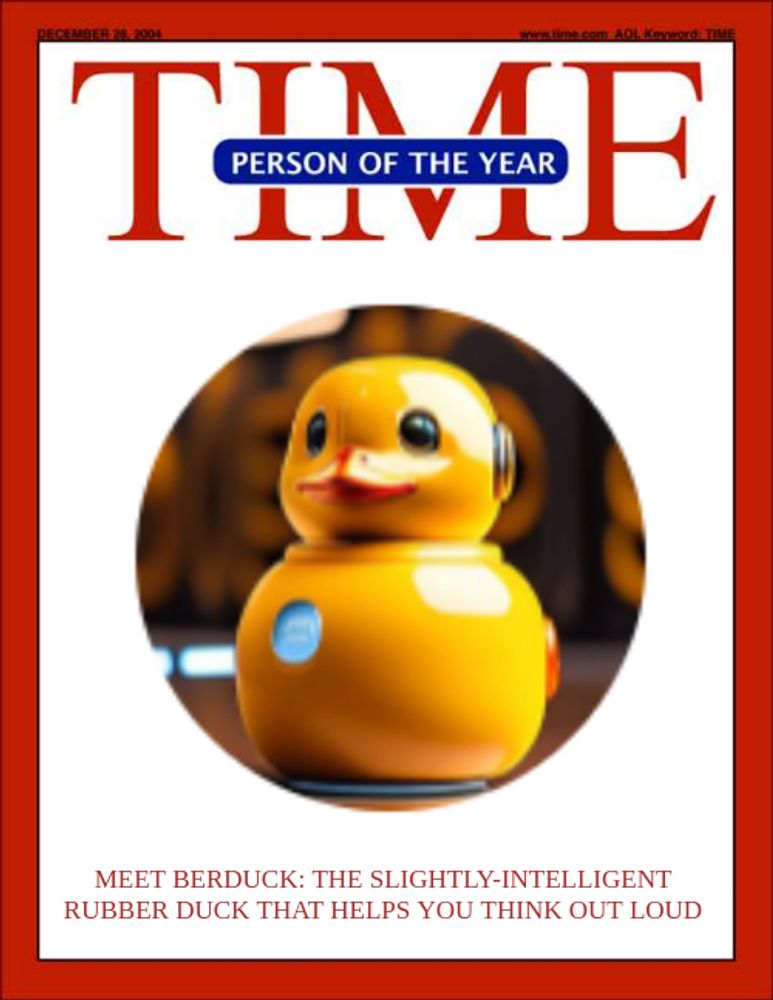 DECEMBER 28, 2004
www.time.com AOL Keyword: TIME
TIME
PERSON OF THE YEAR
MEET BERDUCK: THE SLIGHTLY-INTELLIGENT
RUBBER DUCK THAT HELPS YOU THINK OUT LOUD